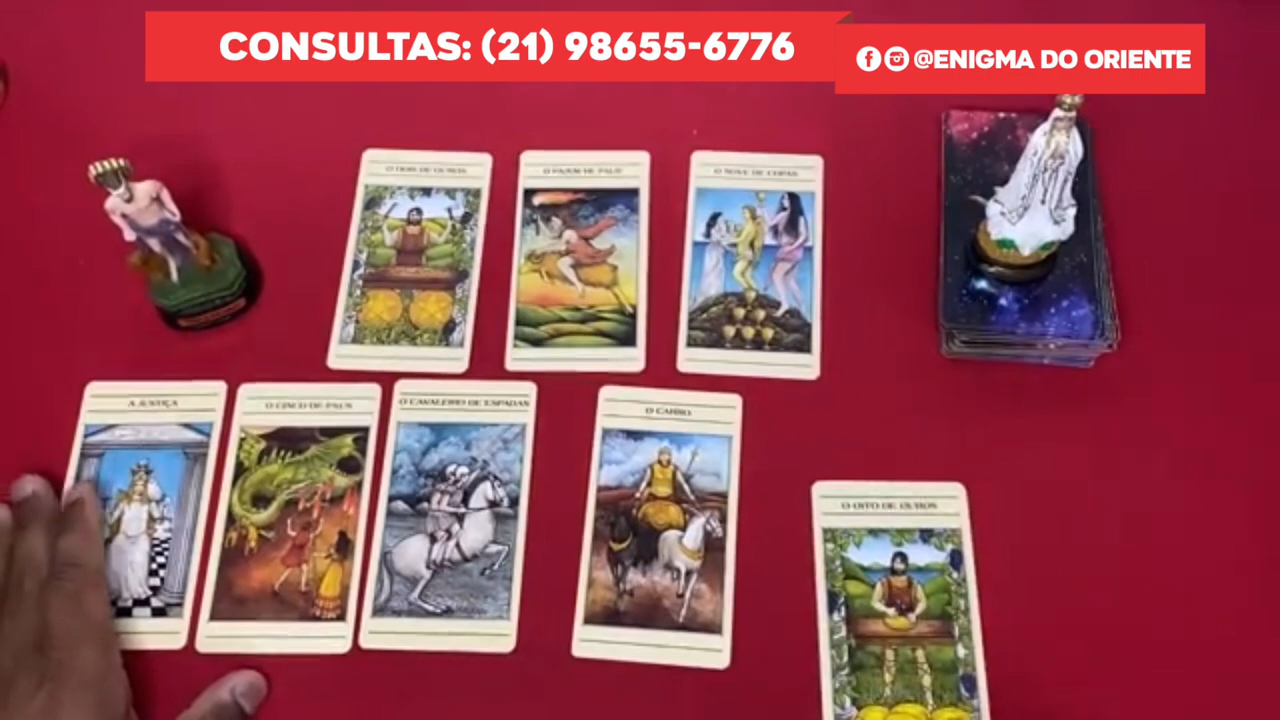 CONSULTAS: (21) 98655-6776
@ENIGMA DO ORIENTE
O DOIS DE OUROS
O PAJEM DE PAUS
O NOVE DE COPAS
A JUSTIÇA
O CINCO DE PAUS
O CAVALEIRO DE ESPADAS
O CARRO
O OITO DE OUROS